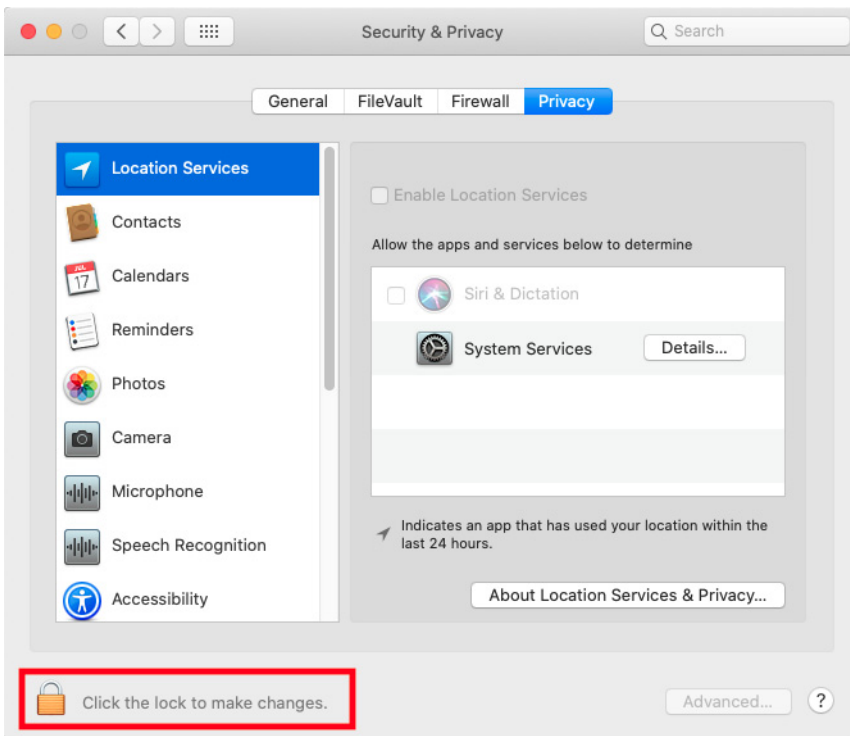 Security & Privacy
Search
General FileVault Firewall Privacy
Location Services
Contacts
JUL
17
Calendars
Reminders
Photos
Camera
Microphone
Speech Recognition
Accessibility
Enable Location Services
Allow the apps and services below to determine
Siri & Dictation
System Services Details...
Indicates an app that has used your location within the
last 24 hours.
About Location Services & Privacy...
Click the lock to make changes.
Advanced... ?